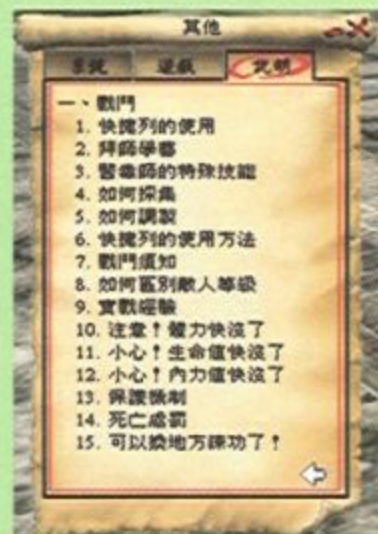 其他
系統 遊戲 說明
一、戰鬥
1. 快捷列的使用
2. 拜師學藝
3. 醫毒師的特殊技能
4. 如何採集
5. 如何調製
6. 快捷列的使用方法
7. 戰鬥須知
8. 如何區別敵人等級
9. 實戰經驗
10. 注意！體力快沒了
11. 小心！生命值快沒了
12. 小心！內力值快沒了
13. 保護機制
14. 死亡處罰
15. 可以換地方練功了！